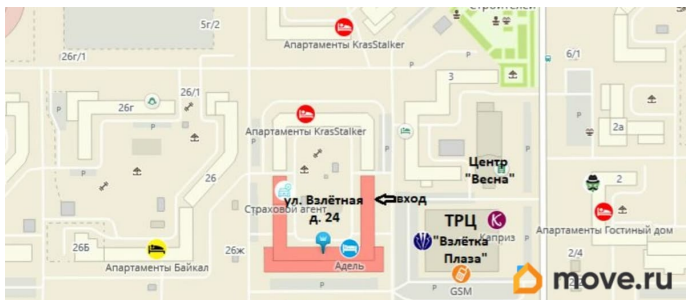 Строителей
5г/2
Апартаменты KrasStalker
26г/1
6/1
P
P
3
26/1
26г
P
Апартаменты KrasStalker
P
P
2а
P
Центр
"Весна"
26
2
ул. Взлётная
д. 24
вход
Страховой агент
ТРЦ
Каприз
"Взлётка
Плаза"
Апартаменты Гостиный дом
26Б
26ж
2/4
Апартаменты Байкал
Адель
GSM
P
P
move.ru